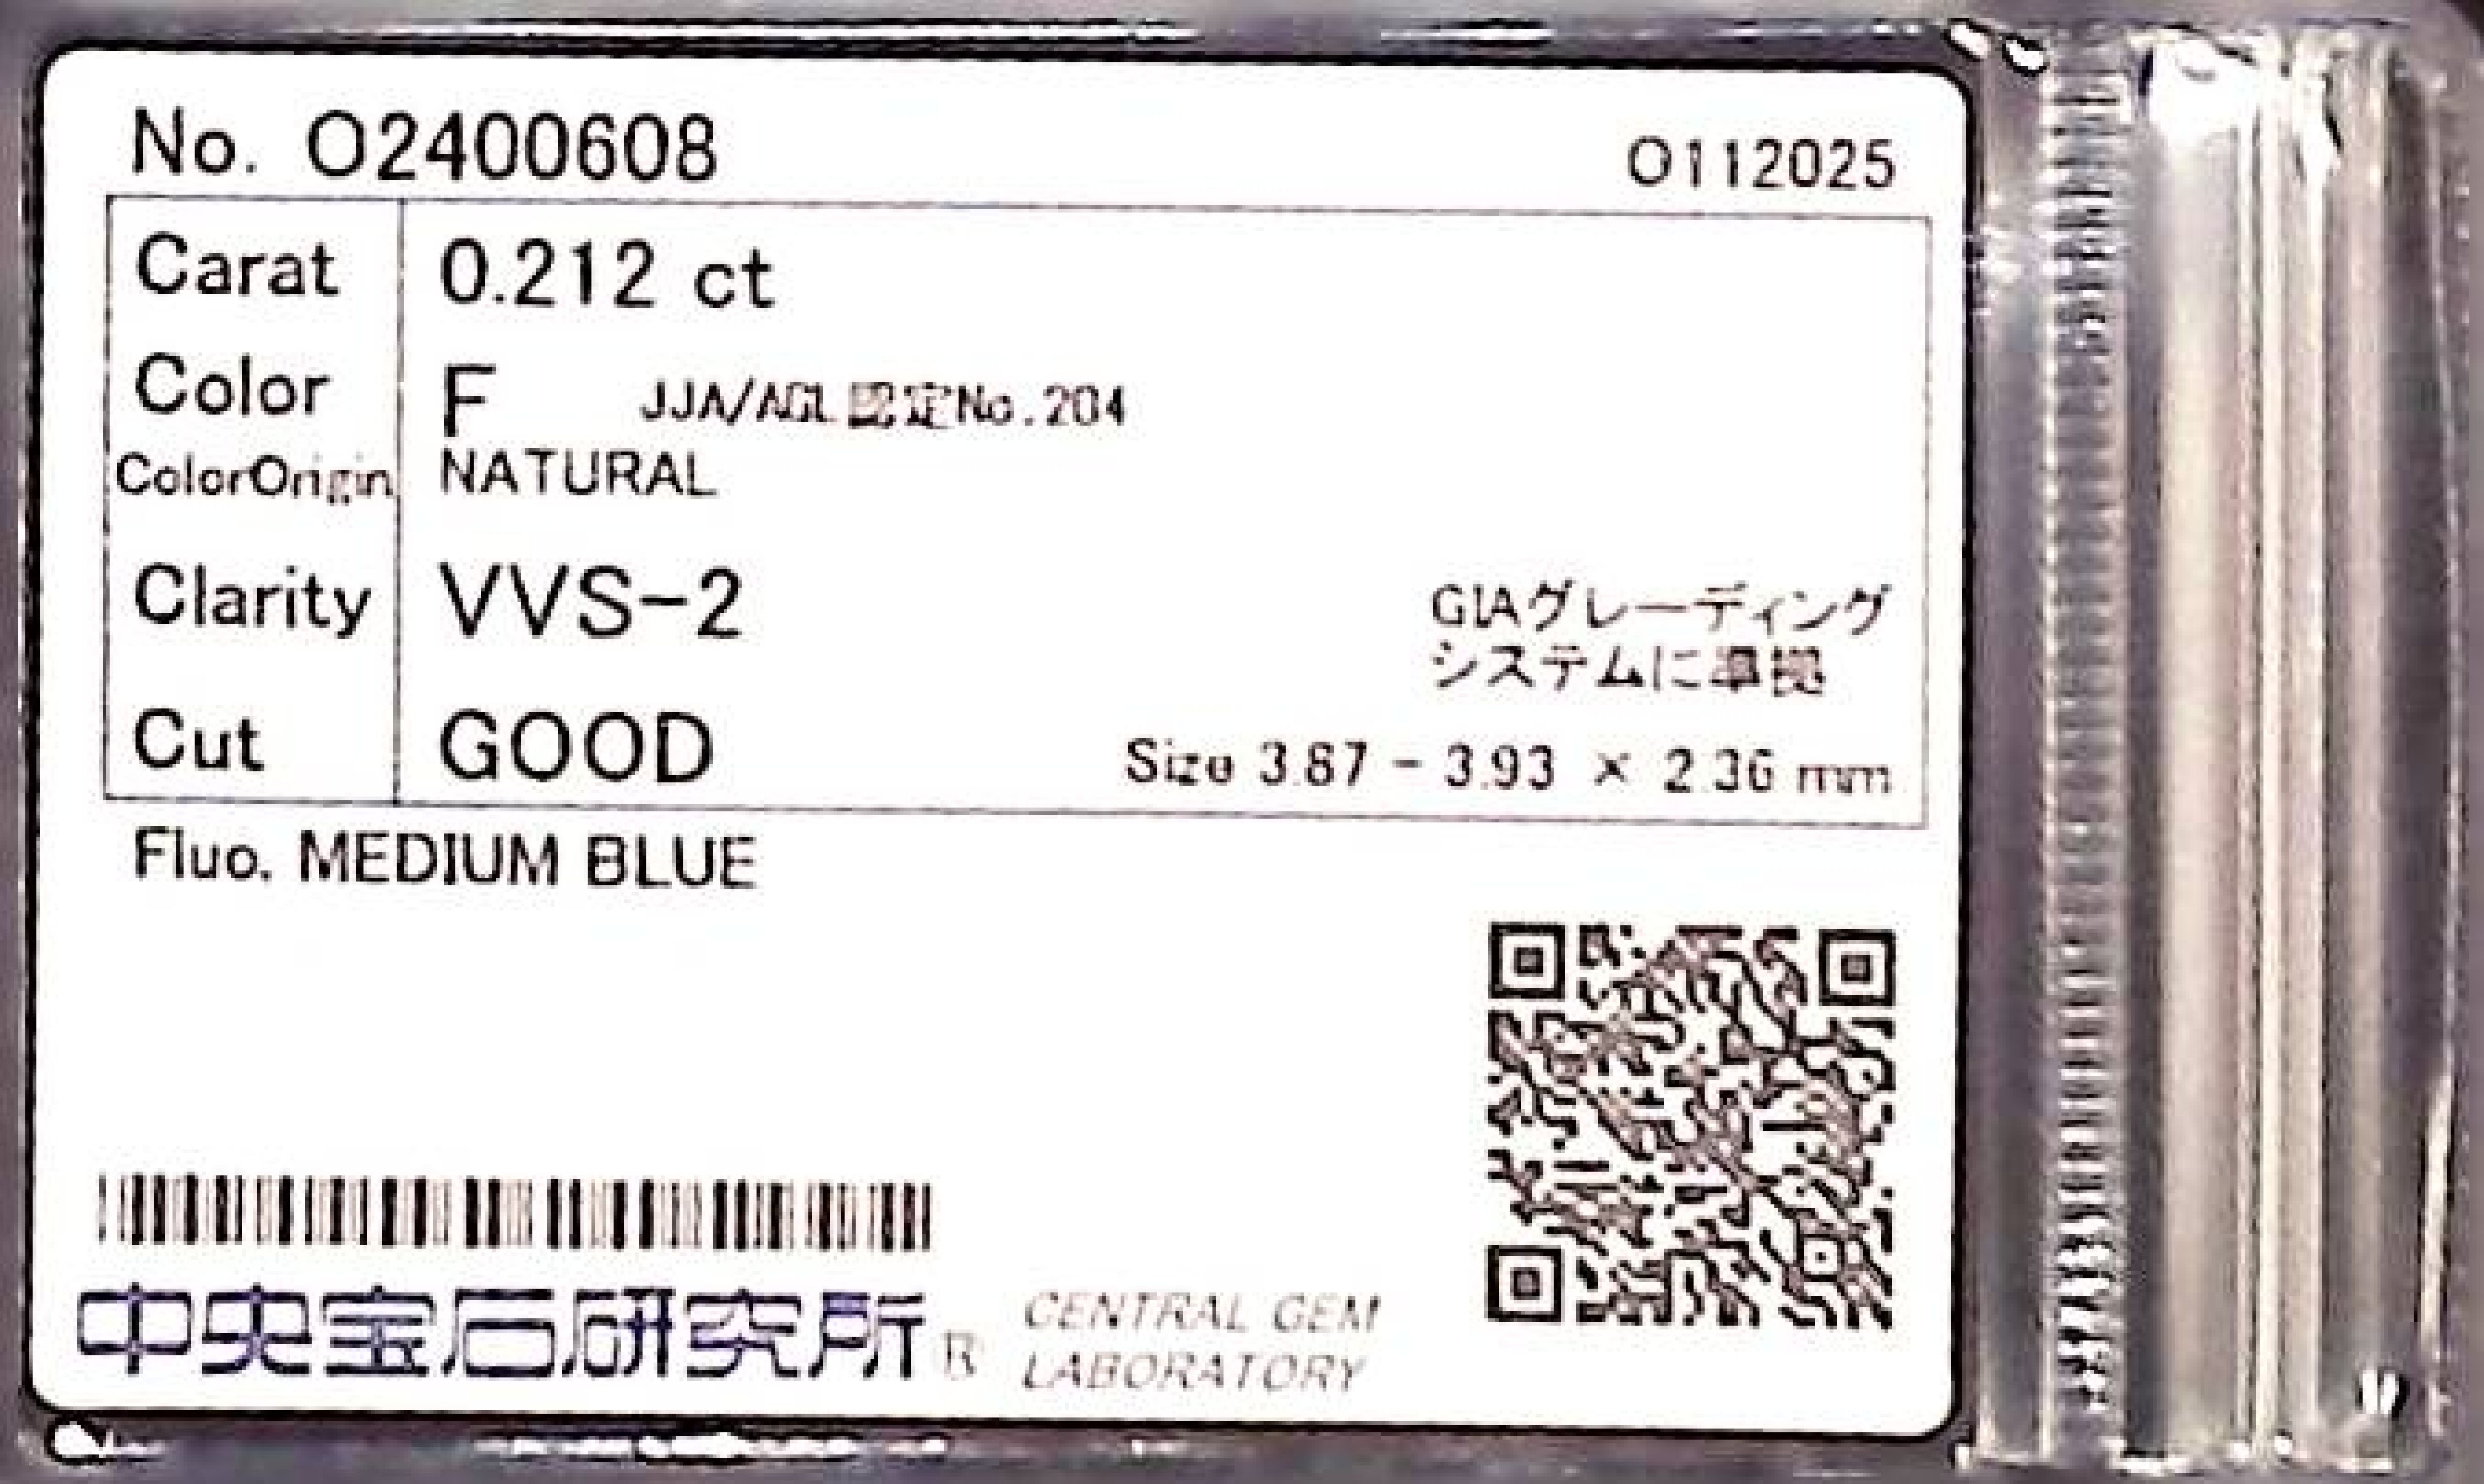 No. O2400608
O112025
Carat 0.212 ct
Color F JJA/AGL認定No.204
ColorOrigin NATURAL
Clarity VVS-2
GIAグレーディング
システムに準拠
Cut GOOD
Size 3.87 - 3.93 × 2.36 mm
Fluo. MEDIUM BLUE
中央宝石研究所® CENTRAL GEM
LABORATORY